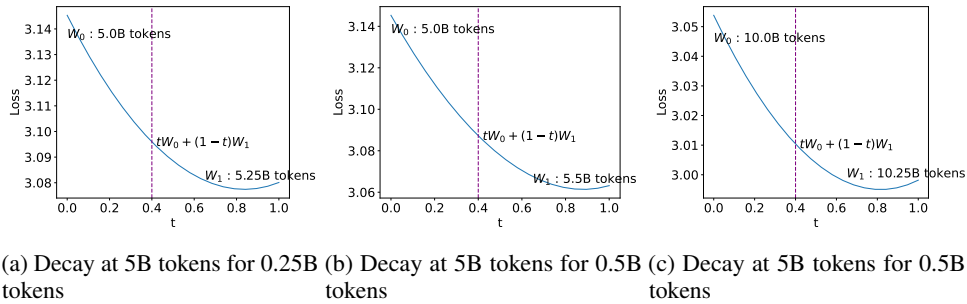 3.14
3.13
3.12
3.11
3.10
3.09
3.08
Loss
W₀ : 5.0B tokens
tW₀ + (1 − t)W₁
W₁ : 5.25B tokens
0.0 0.2 0.4 0.6 0.8 1.0
t
3.14
3.12
3.10
3.08
3.06
Loss
W₀ : 5.0B tokens
tW₀ + (1 − t)W₁
W₁ : 5.5B tokens
0.0 0.2 0.4 0.6 0.8 1.0
t
3.05
3.04
3.03
3.02
3.01
3.00
Loss
W₀ : 10.0B tokens
tW₀ + (1 − t)W₁
W₁ : 10.25B tokens
0.0 0.2 0.4 0.6 0.8 1.0
t
(a) Decay at 5B tokens for 0.25B
tokens
(b) Decay at 5B tokens for 0.5B
tokens
(c) Decay at 5B tokens for 0.5B
tokens